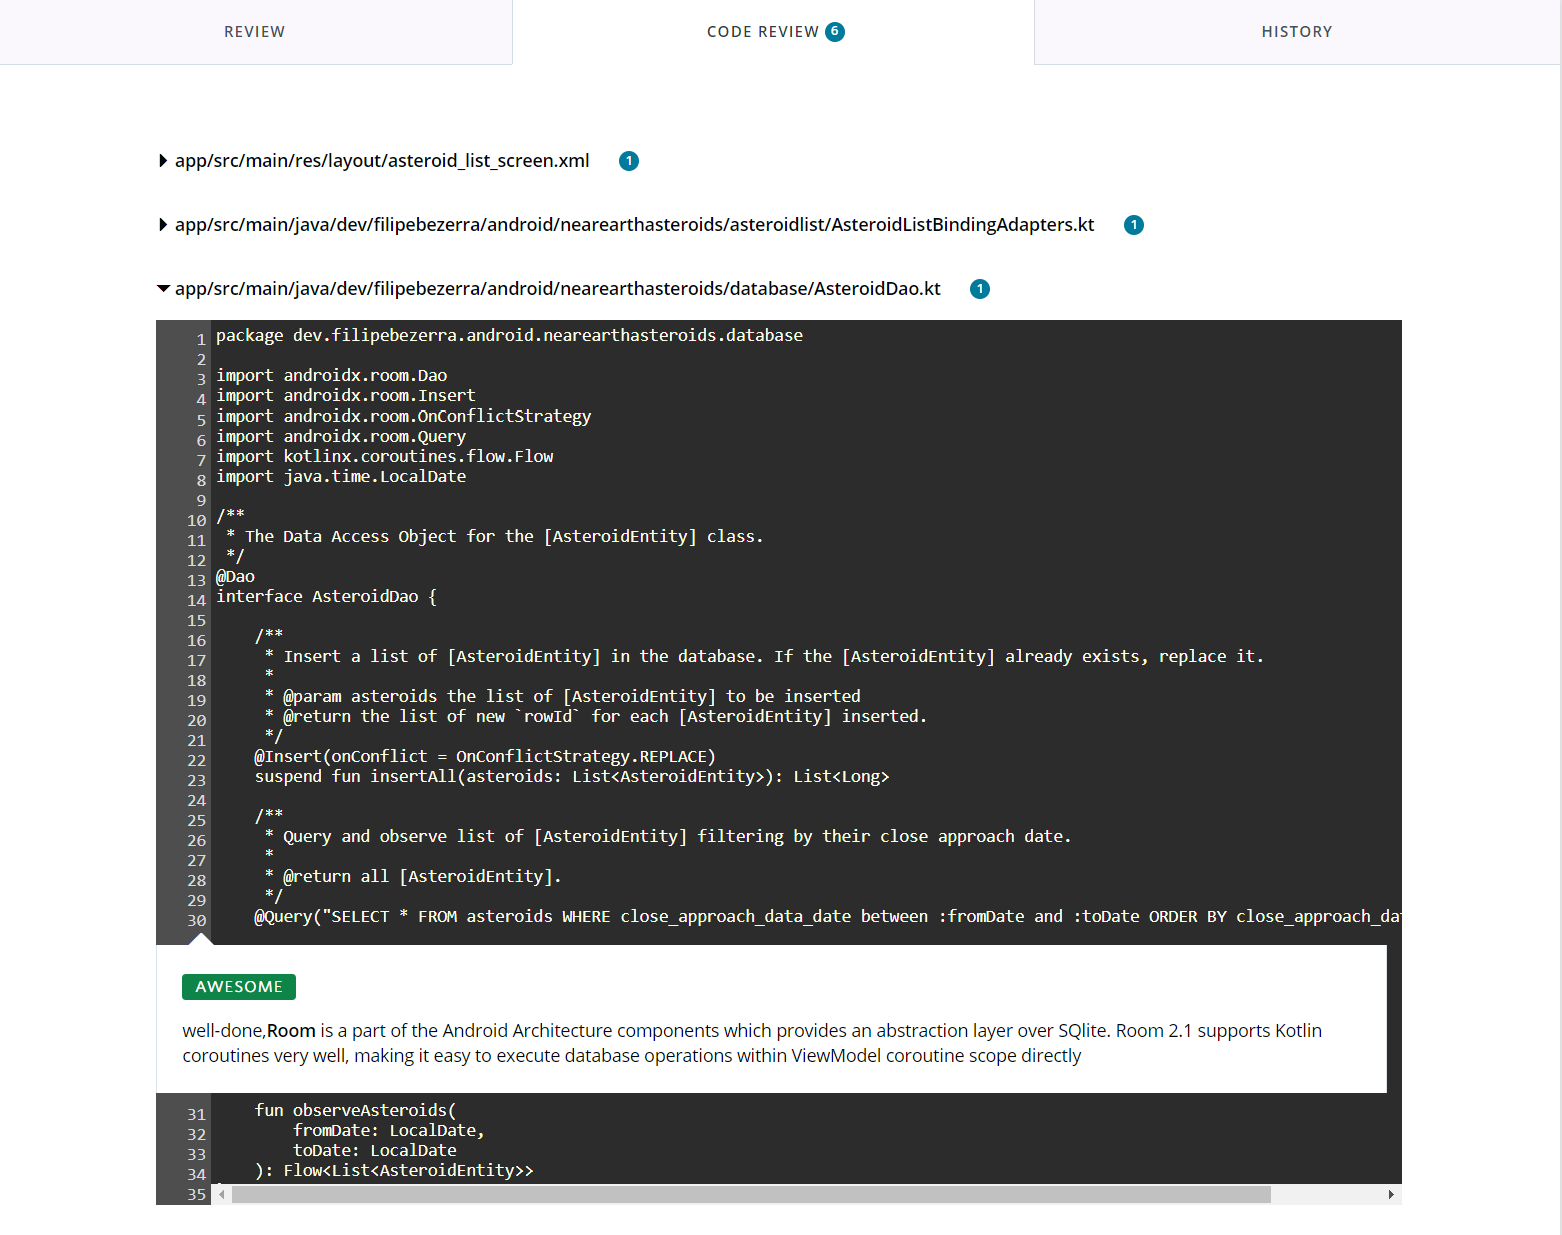 REVIEW
CODE REVIEW 6
HISTORY
app/src/main/res/layout/asteroid_list_screen.xml 1
app/src/main/java/dev/filipebezerra/android/nearearthasteroids/asteroidlist/AsteroidListBindingAdapters.kt 1
app/src/main/java/dev/filipebezerra/android/nearearthasteroids/database/AsteroidDao.kt 1
1 package dev.filipebezerra.android.nearearthasteroids.database
2
3 import androidx.room.Dao
4 import androidx.room.Insert
5 import androidx.room.OnConflictStrategy
6 import androidx.room.Query
7 import kotlinx.coroutines.flow.Flow
8 import java.time.LocalDate
9
10 /**
11  * The Data Access Object for the [AsteroidEntity] class.
12  */
13 @Dao
14 interface AsteroidDao {
15
16     /**
17      * Insert a list of [AsteroidEntity] in the database. If the [AsteroidEntity] already exists, replace it.
18      *
19      * @param asteroids the list of [AsteroidEntity] to be inserted
20      * @return the list of new `rowId` for each [AsteroidEntity] inserted.
21      */
22     @Insert(onConflict = OnConflictStrategy.REPLACE)
23     suspend fun insertAll(asteroids: List<AsteroidEntity>): List<Long>
24
25     /**
26      * Query and observe list of [AsteroidEntity] filtering by their close approach date.
27      *
28      * @return all [AsteroidEntity].
29      */
30     @Query("SELECT * FROM asteroids WHERE close_approach_data_date between :fromDate and :toDate ORDER BY close_approach_da
AWESOME
well-done,Room is a part of the Android Architecture components which provides an abstraction layer over SQlite. Room 2.1 supports Kotlin
coroutines very well, making it easy to execute database operations within ViewModel coroutine scope directly
31     fun observeAsteroids(
32         fromDate: LocalDate,
33         toDate: LocalDate
34     ): Flow<List<AsteroidEntity>>
35